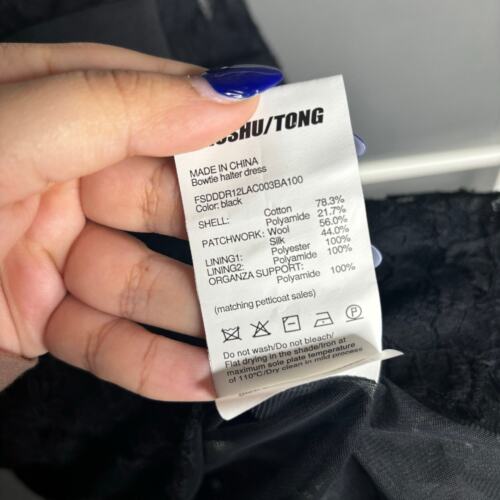 USHU/TONG
MADE IN CHINA
Bowtie halter dress
FSDDDR12LAC003BA100
Color: black
SHELL: Cotton 78.3%
Polyamide 21.7%
PATCHWORK: Wool 56.0%
Silk 44.0%
LINING1: Polyester 100%
LINING2: Polyamide 100%
ORGANZA SUPPORT:
Polyamide 100%
(matching petticoat sales)
P
Do not wash/Do not bleach/
Flat drying in the shade/Iron at
maximum sole plate temperature
of 110°C/Dry clean in mild process